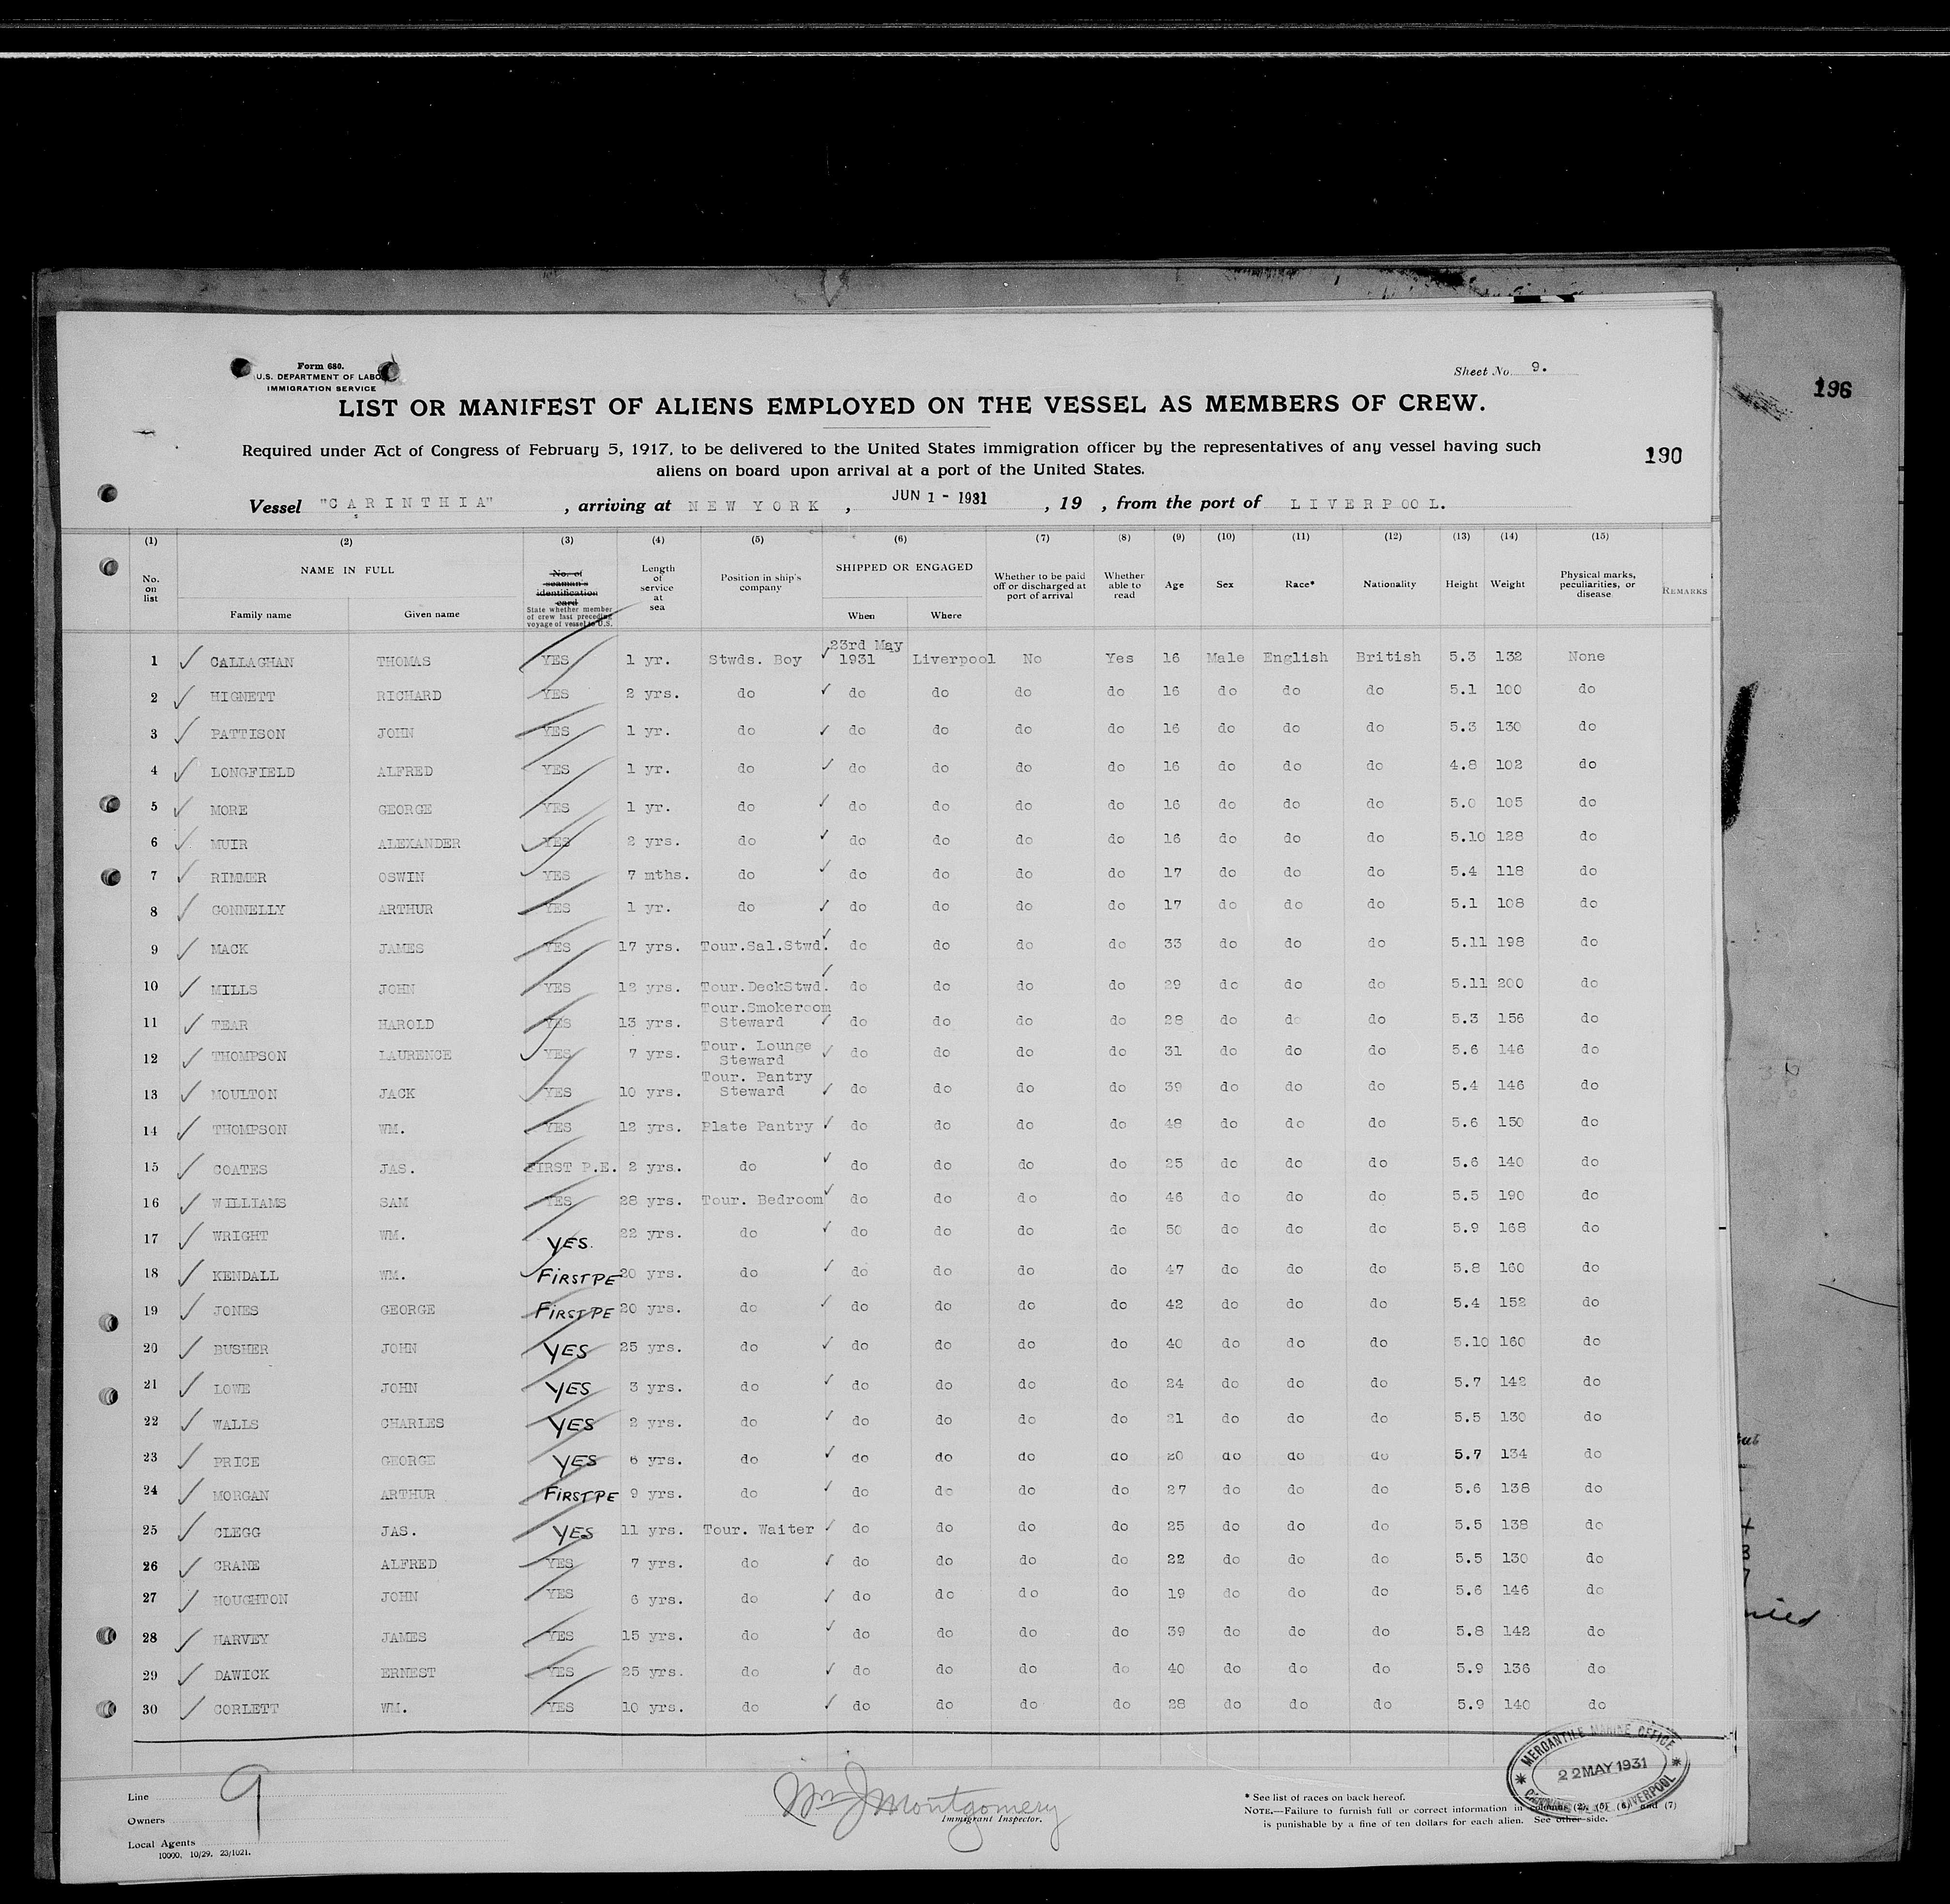 196
Form 680.
U.S. DEPARTMENT OF LABO
IMMIGRATION SERVICE
Sheet No. 9.
LIST OR MANIFEST OF ALIENS EMPLOYED ON THE VESSEL AS MEMBERS OF CREW.
Required under Act of Congress of February 5, 1917, to be delivered to the United States immigration officer by the representatives of any vessel having such
aliens on board upon arrival at a port of the United States.
190
Vessel "CARINTHIA" , arriving at NEW YORK , JUN 1 - 1931 , 19 , from the port of LIVERPOOL.
(1) (2) (3) (4) (5) (6) (7) (8) (9) (10) (11) (12) (13) (14) (15)
No. on list NAME IN FULL Family name Given name No. of seaman's identification card State whether member of crew last preceding voyage of vessel to U.S. Length of service at sea Position in ship's company SHIPPED OR ENGAGED When Where Whether to be paid off or discharged at port of arrival Whether able to read Age Sex Race* Nationality Height Weight Physical marks, peculiarities, or disease REMARKS
1 CALLAGHAN THOMAS YES 1 yr. Stwds. Boy 23rd May 1931 Liverpool No Yes 16 Male English British 5.3 132 None
2 HIGNETT RICHARD YES 2 yrs. do do do do do 16 do do do 5.1 100 do
3 PATTISON JOHN YES 1 yr. do do do do do 16 do do do 5.3 130 do
4 LONGFIELD ALFRED YES 1 yr. do do do do do 16 do do do 4.8 102 do
5 MORE GEORGE YES 1 yr. do do do do do 16 do do do 5.0 105 do
6 MUIR ALEXANDER YES 2 yrs. do do do do do 16 do do do 5.10 128 do
7 RIMMER OSWIN YES 7 mths. do do do do do 17 do do do 5.4 118 do
8 CONNELLY ARTHUR YES 1 yr. do do do do do 17 do do do 5.1 108 do
9 MACK JAMES YES 17 yrs. Tour.Sal.Stwd. do do do do 33 do do do 5.11 198 do
10 MILLS JOHN YES 12 yrs. Tour.DeckStwd. do do do do 29 do do do 5.11 200 do
11 TEAR HAROLD YES 13 yrs. Tour.Smokeroom Steward do do do do 28 do do do 5.3 156 do
12 THOMPSON LAURENCE YES 7 yrs. Tour. Lounge Steward do do do do 31 do do do 5.6 146 do
13 MOULTON JACK YES 10 yrs. Tour. Pantry Steward do do do do 39 do do do 5.4 146 do
14 THOMPSON WM. YES 12 yrs. Plate Pantry do do do do 48 do do do 5.6 150 do
15 COATES JAS. FIRST P.E. 2 yrs. do do do do do 25 do do do 5.6 140 do
16 WILLIAMS SAM YES 28 yrs. Tour. Bedroom do do do do 46 do do do 5.5 190 do
17 WRIGHT WM. YES. 22 yrs. do do do do do 50 do do do 5.9 168 do
18 KENDALL WM. FIRST PE 20 yrs. do do do do do 47 do do do 5.8 160 do
19 JONES GEORGE FIRST PE 20 yrs. do do do do do 42 do do do 5.4 152 do
20 BUSHER JOHN YES 25 yrs. do do do do do 40 do do do 5.10 160 do
21 LOWE JOHN YES 3 yrs. do do do do do 24 do do do 5.7 142 do
22 WALLS CHARLES YES 2 yrs. do do do do do 21 do do do 5.5 130 do
23 PRICE GEORGE YES 6 yrs. do do do do do 20 do do do 5.7 134 do
24 MORGAN ARTHUR FIRST PE 9 yrs. do do do do do 27 do do do 5.6 138 do
25 CLEGG JAS. YES 11 yrs. Tour. Waiter do do do do 25 do do do 5.5 138 do
26 CRANE ALFRED YES 7 yrs. do do do do do 22 do do do 5.5 130 do
27 HOUGHTON JOHN YES 6 yrs. do do do do do 19 do do do 5.6 146 do
28 HARVEY JAMES YES 15 yrs. do do do do do 39 do do do 5.8 142 do
29 DAWICK ERNEST YES 25 yrs. do do do do do 40 do do do 5.9 136 do
30 CORLETT WM. YES 10 yrs. do do do do do 28 do do do 5.9 140 do
MERCANTILE MARINE OFFICE
22 MAY 1931
LIVERPOOL
9
Line
Owners
Local Agents
10000. 10/29. 23/1021.
Wm J Montgomery
Immigrant Inspector.
* See list of races on back hereof.
NOTE.—Failure to furnish full or correct information in columns (2), (5), (6) and (7)
is punishable by a fine of ten dollars for each alien. See other side.